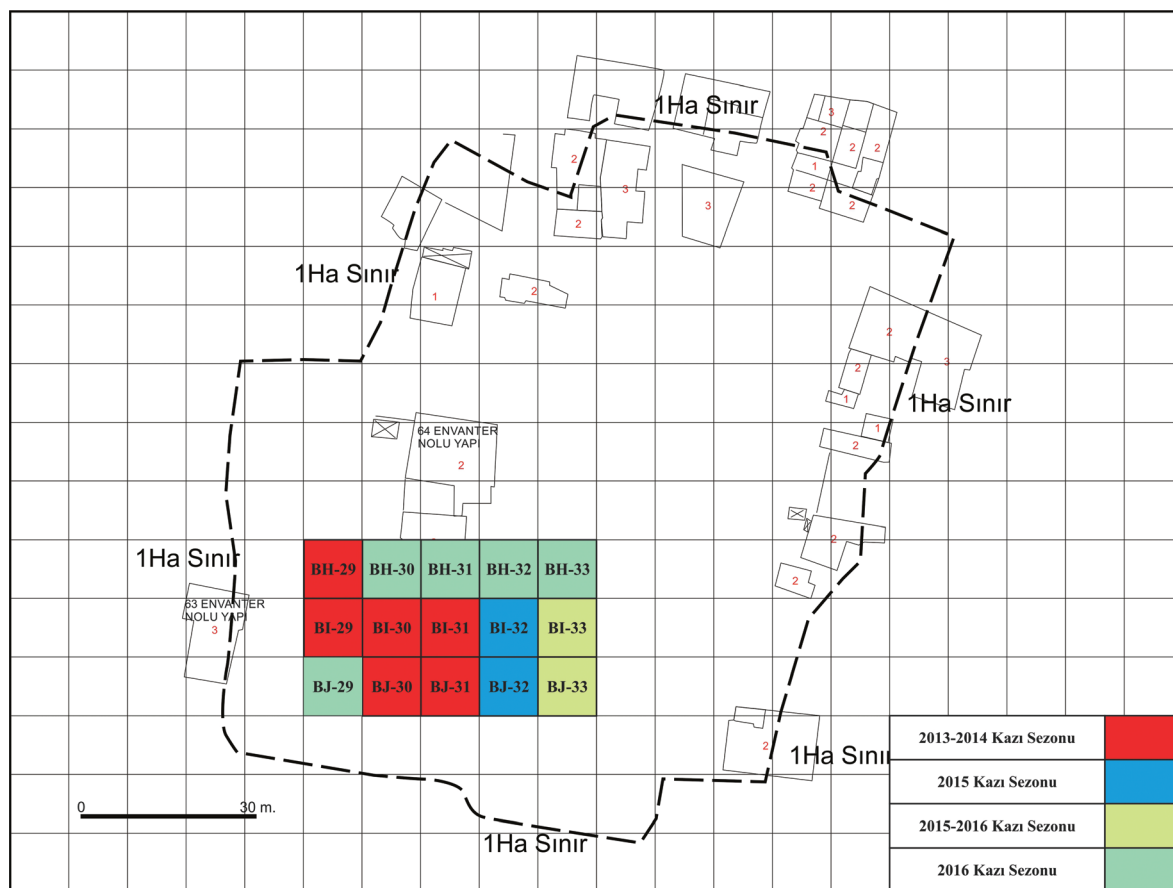 1Ha Sınır
3
2
2
2
2
1
3
2
3
2
2
1Ha Sınır
1
2
2
3
2
1
1Ha Sınır
1
2
64 ENVANTER
NOLU YAPI
2
1Ha Sınır
2
2
63 ENVANTER
NOLU YAPI
3
BH-29 BH-30 BH-31 BH-32 BH-33
BI-29 BI-30 BI-31 BI-32 BI-33
BJ-29 BJ-30 BJ-31 BJ-32 BJ-33
2
1Ha Sınır
0 30 m.
1Ha Sınır
2013-2014 Kazı Sezonu
2015 Kazı Sezonu
2015-2016 Kazı Sezonu
2016 Kazı Sezonu